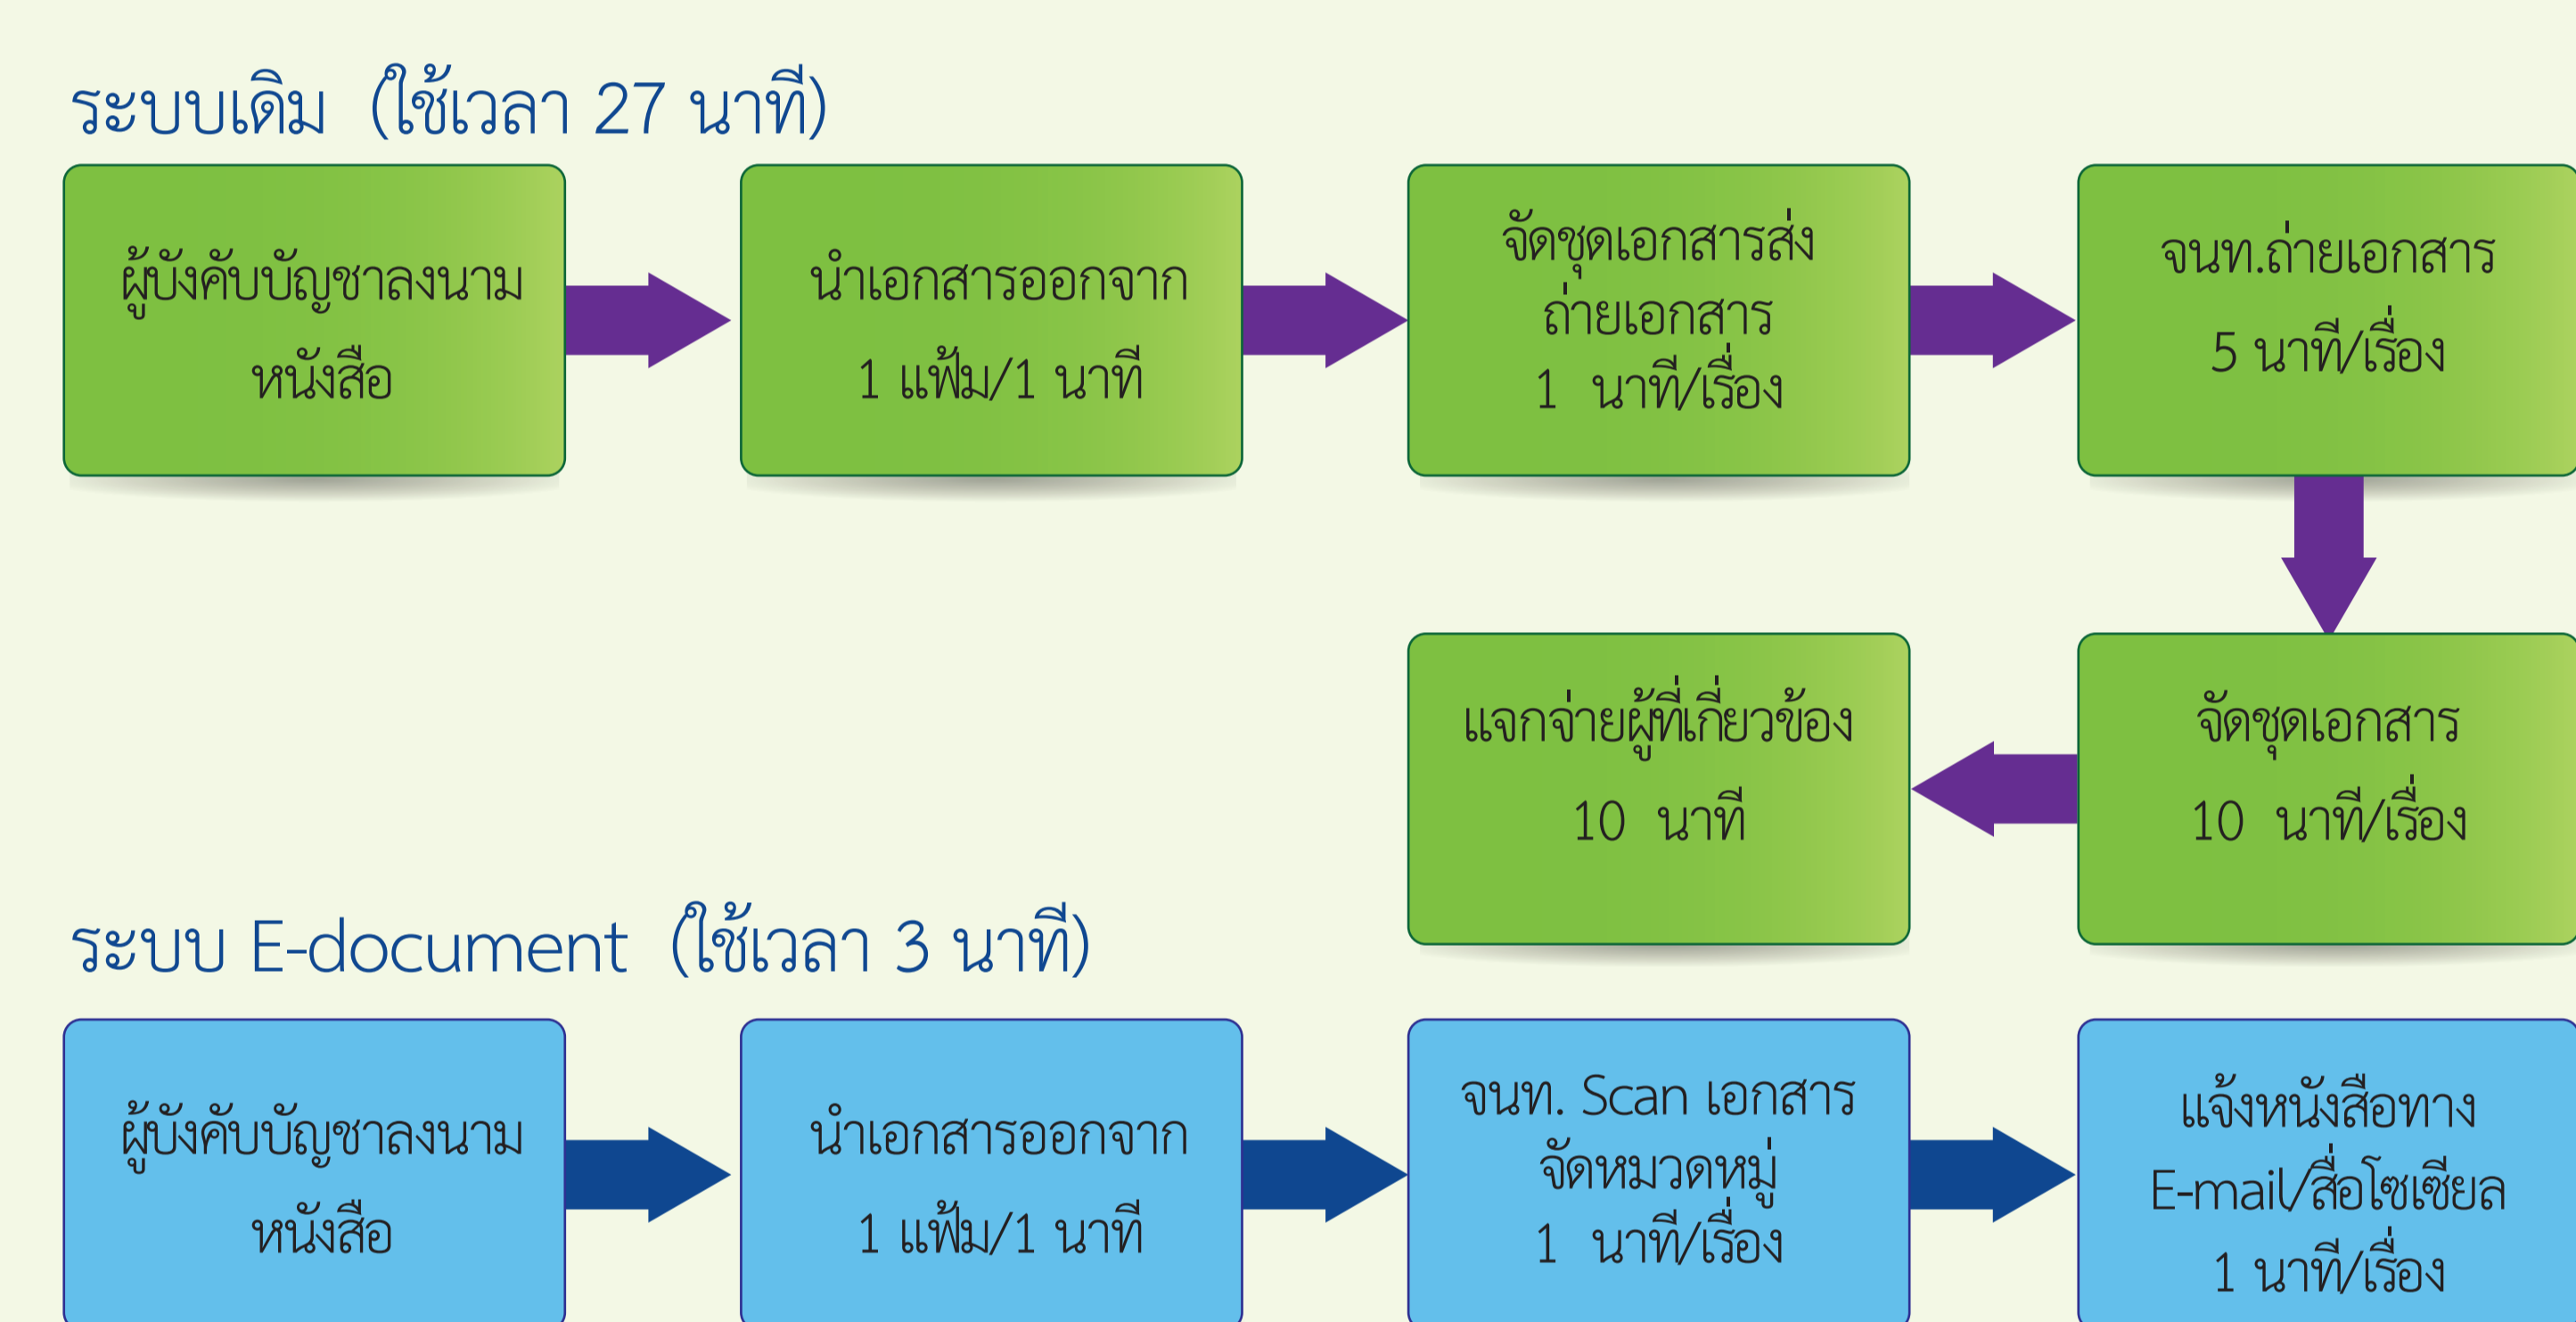 ระบบเดิม (ใช้เวลา 27 นาที)
ผู้บังคับบัญชาลงนาม
หนังสือ
นำเอกสารออกจาก
1 แฟ้ม/1 นาที
จัดชุดเอกสารส่ง
ถ่ายเอกสาร
1 นาที/เรื่อง
จนท.ถ่ายเอกสาร
5 นาที/เรื่อง
จัดชุดเอกสาร
10 นาที/เรื่อง
แจกจ่ายผู้ที่เกี่ยวข้อง
10 นาที
ระบบ E-document (ใช้เวลา 3 นาที)
ผู้บังคับบัญชาลงนาม
หนังสือ
นำเอกสารออกจาก
1 แฟ้ม/1 นาที
จนท. Scan เอกสาร
จัดหมวดหมู่
1 นาที/เรื่อง
แจ้งหนังสือทาง
E-mail/สื่อโซเซียล
1 นาที/เรื่อง